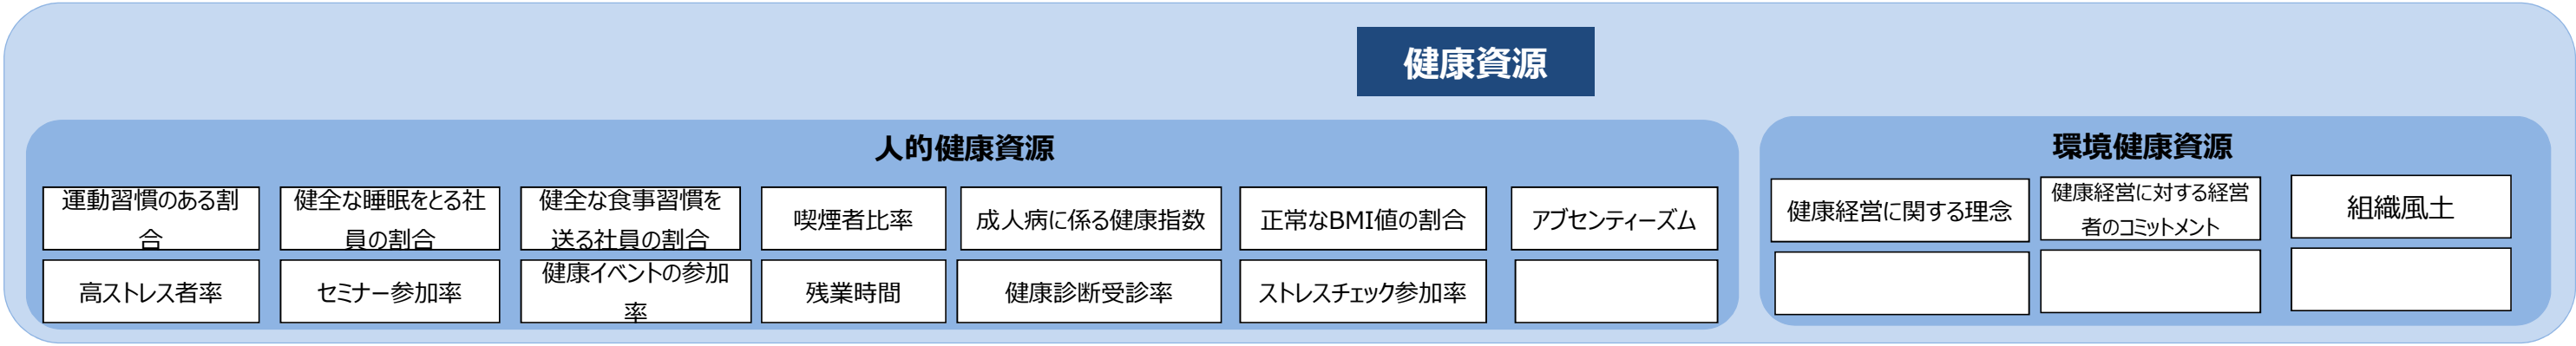 健康資源
人的健康資源
運動習慣のある割
合
健全な睡眠をとる社
員の割合
健全な食事習慣を
送る社員の割合
喫煙者比率
成人病に係る健康指数
正常なBMI値の割合
アブセンティーズム
高ストレス者率
セミナー参加率
健康イベントの参加
率
残業時間
健康診断受診率
ストレスチェック参加率
環境健康資源
健康経営に関する理念
健康経営に対する経営
者のコミットメント
組織風土